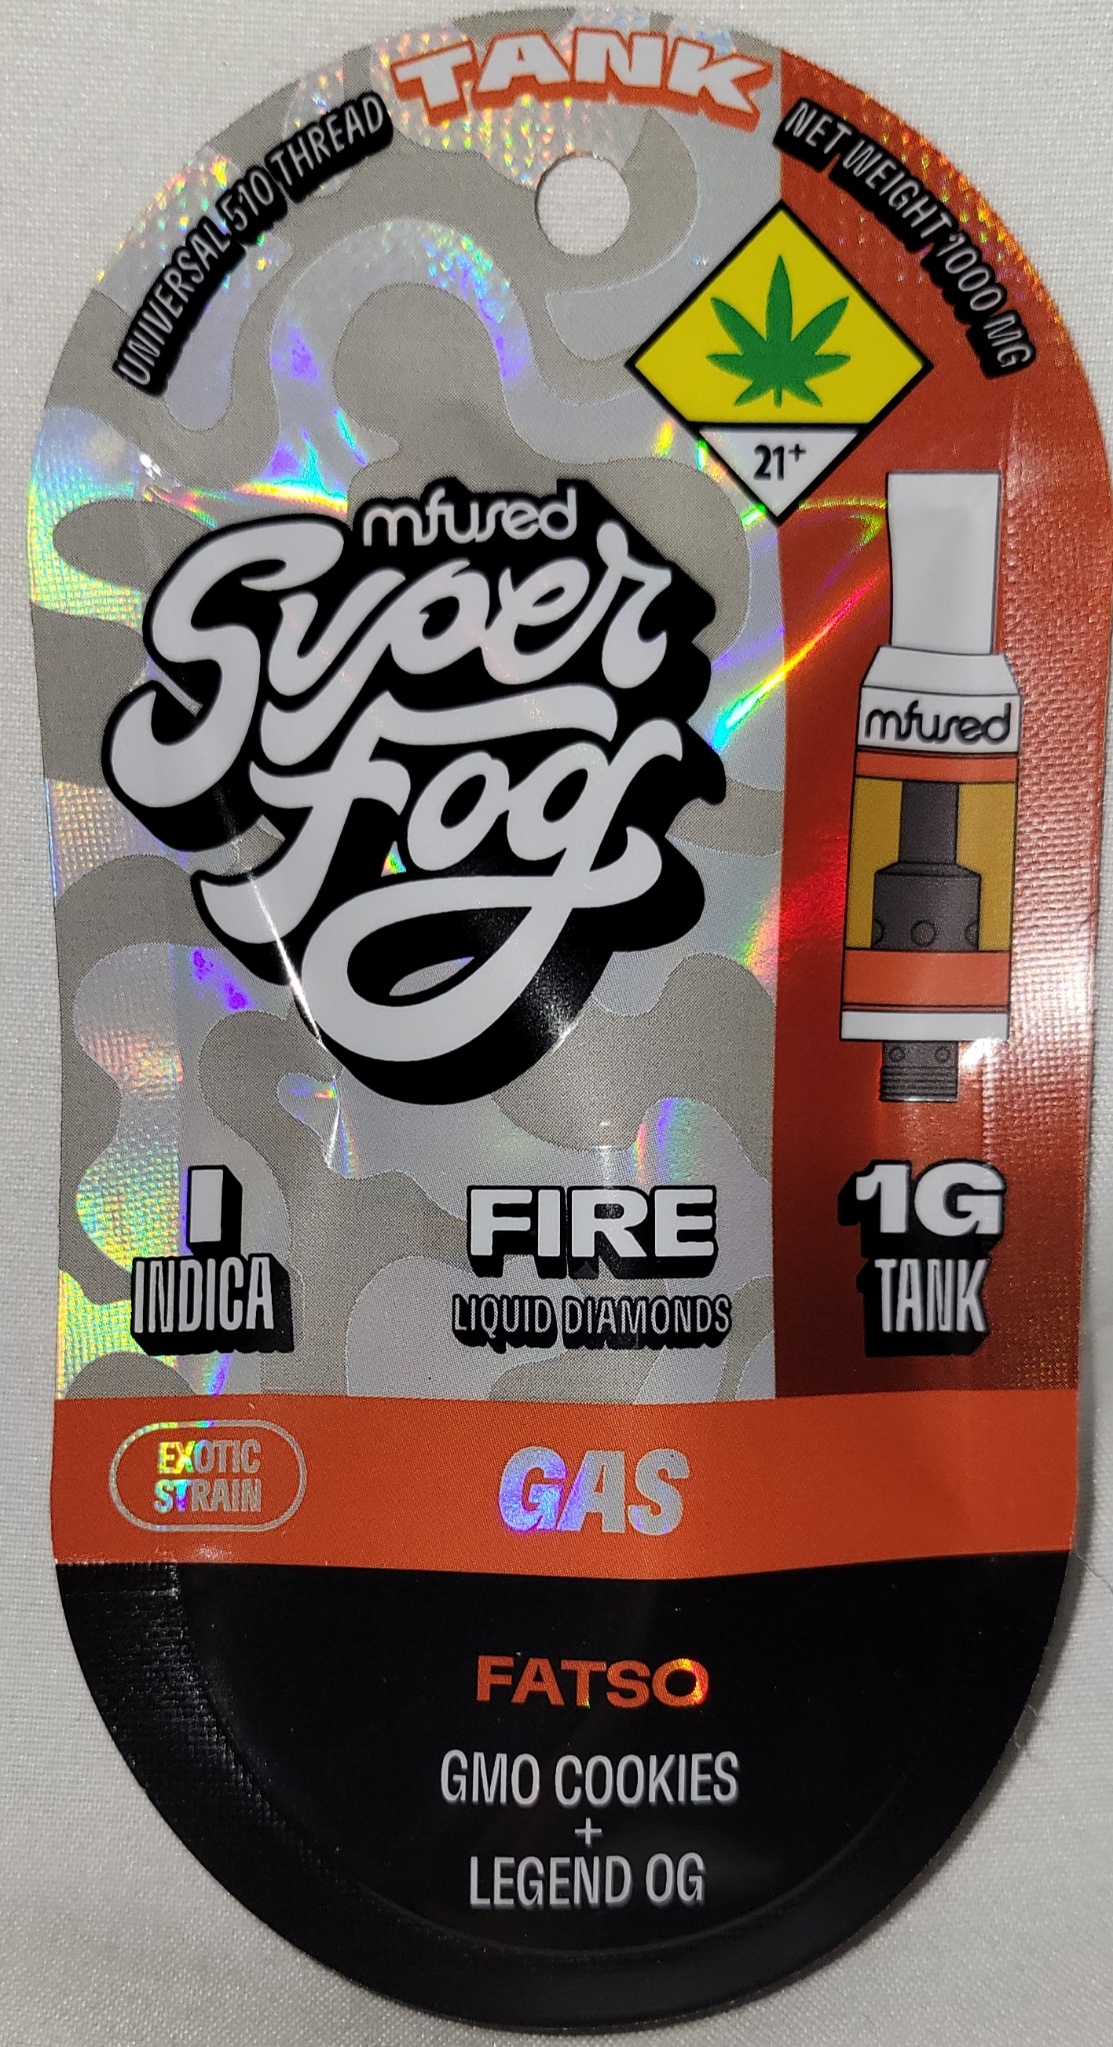 TANK
UNIVERSAL 510 THREAD
NET WEIGHT 1000 MG
21+
mfused
Super
Fog
mfused
I
INDICA
FIRE
LIQUID DIAMONDS
1G
TANK
EXOTIC
STRAIN
GAS
FATSO
GMO COOKIES
+
LEGEND OG